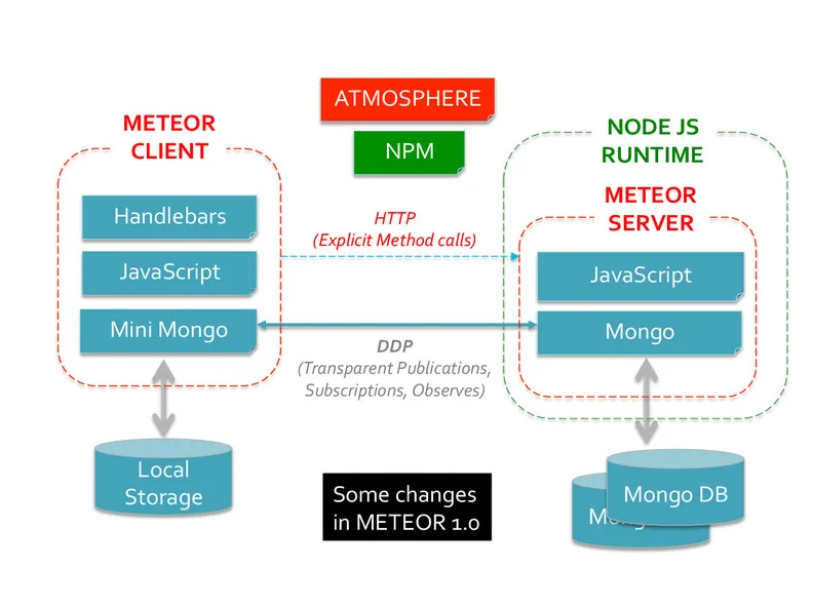 ATMOSPHERE
NPM
METEOR
CLIENT
Handlebars
JavaScript
Mini Mongo
Local
Storage
HTTP
(Explicit Method calls)
DDP
(Transparent Publications,
Subscriptions, Observes)
NODE JS
RUNTIME
METEOR
SERVER
JavaScript
Mongo
Mongo DB
Some changes
in METEOR 1.0